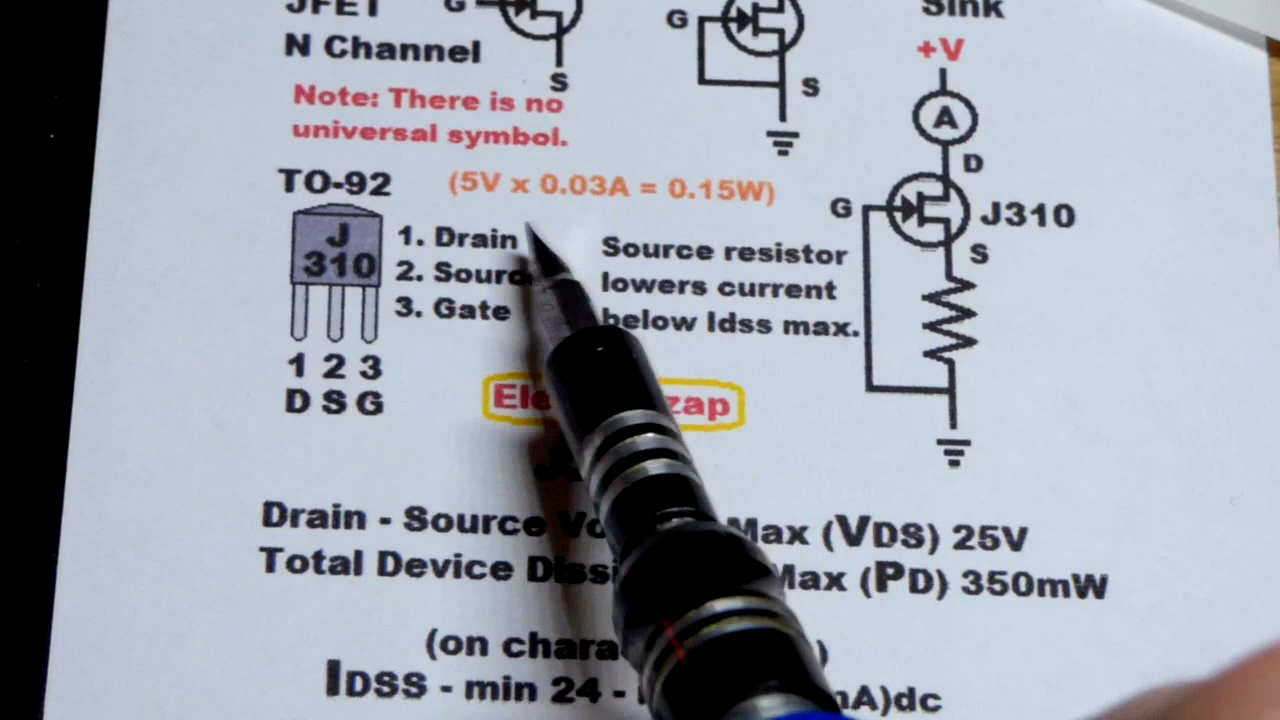 JFET
G
N Channel
S
Note: There is no
universal symbol.
G
S
Sink
+V
A
D
G
J310
S
TO-92
(5V x 0.03A = 0.15W)
J
310
1. Drain
2.
3. Gate
1 2 3
D S G
Source resistor
lowers current
below Idss max.
Drain - Source Max (VDS) 25V
Total Device Max (PD) 350mW
(on
IDSS - min 24 -